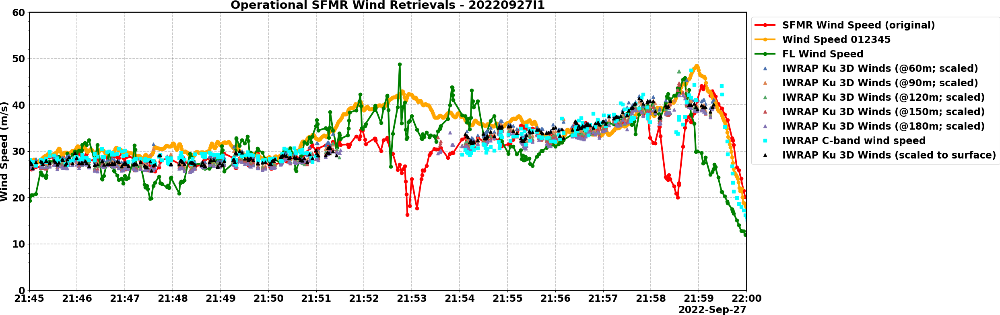 Operational SFMR Wind Retrievals - 20220927I1
60
50
40
30
20
10
0
Wind Speed (m/s)
21:45 21:46 21:47 21:48 21:49 21:50 21:51 21:52 21:53 21:54 21:55 21:56 21:57 21:58 21:59 22:00
2022-Sep-27
SFMR Wind Speed (original)
Wind Speed 012345
FL Wind Speed
IWRAP Ku 3D Winds (@60m; scaled)
IWRAP Ku 3D Winds (@90m; scaled)
IWRAP Ku 3D Winds (@120m; scaled)
IWRAP Ku 3D Winds (@150m; scaled)
IWRAP Ku 3D Winds (@180m; scaled)
IWRAP C-band wind speed
IWRAP Ku 3D Winds (scaled to surface)